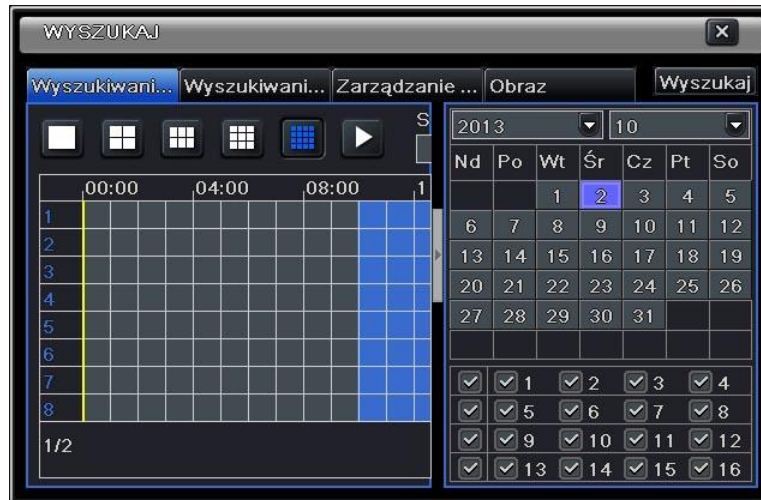 WYSZUKAJ
Wyszukiwani... Wyszukiwani... Zarządzanie ... Obraz Wyszukaj
S
2013 10
Nd Po Wt Śr Cz Pt So
1 2 3 4 5
6 7 8 9 10 11 12
13 14 15 16 17 18 19
20 21 22 23 24 25 26
27 28 29 30 31
00:00 04:00 08:00 1
1
2
3
4
5
6
7
8
1/2
1 2 3 4
5 6 7 8
9 10 11 12
13 14 15 16